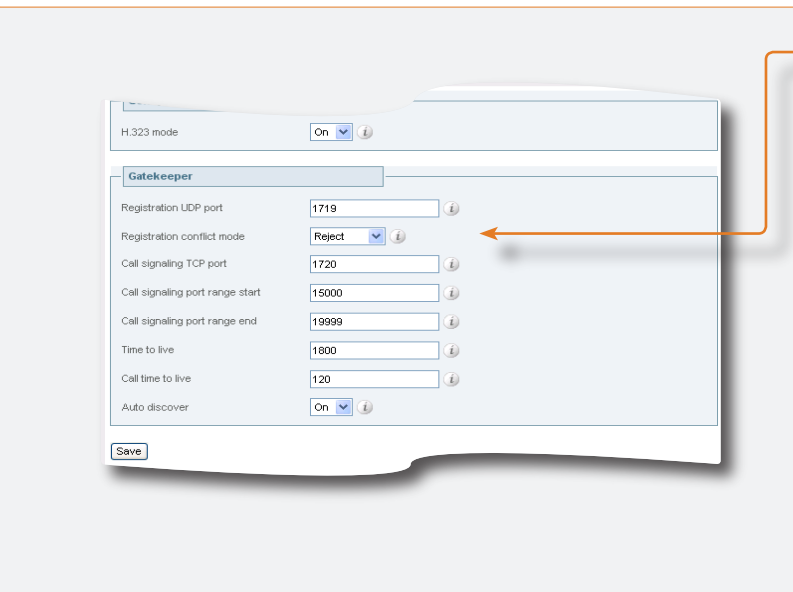 H.323 mode On
Gatekeeper
Registration UDP port 1719
Registration conflict mode Reject
Call signaling TCP port 1720
Call signaling port range start 15000
Call signaling port range end 19999
Time to live 1800
Call time to live 120
Auto discover On
Save